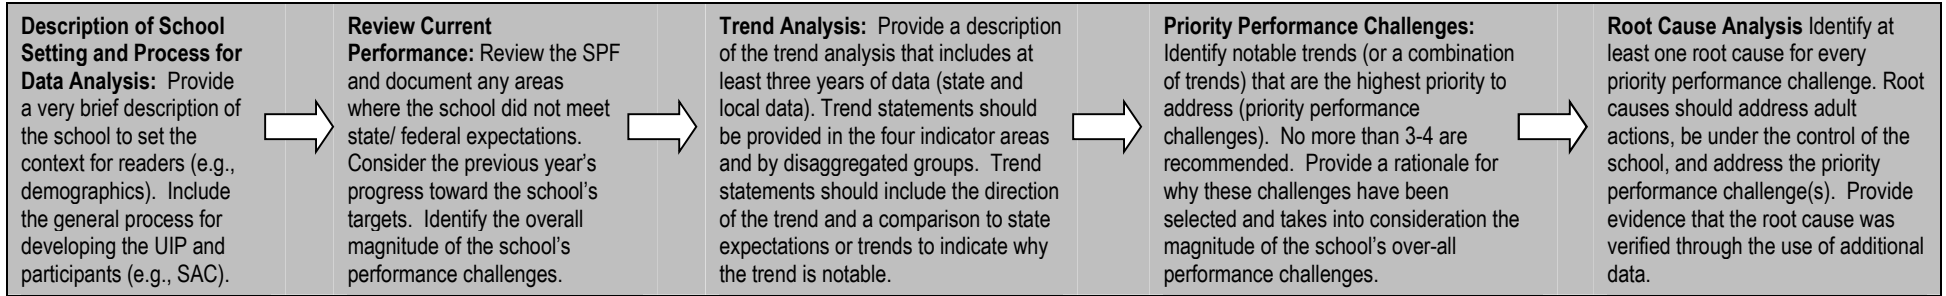 Description of School
Setting and Process for
Data Analysis: Provide
a very brief description of
the school to set the
context for readers (e.g.,
demographics). Include
the general process for
developing the UIP and
participants (e.g., SAC).
Review Current
Performance: Review the SPF
and document any areas
where the school did not meet
state/ federal expectations.
Consider the previous year's
progress toward the school's
targets. Identify the overall
magnitude of the school's
performance challenges.
Trend Analysis: Provide a description
of the trend analysis that includes at
least three years of data (state and
local data). Trend statements should
be provided in the four indicator areas
and by disaggregated groups. Trend
statements should include the direction
of the trend and a comparison to state
expectations or trends to indicate why
the trend is notable.
Priority Performance Challenges:
Identify notable trends (or a combination
of trends) that are the highest priority to
address (priority performance
challenges). No more than 3-4 are
recommended. Provide a rationale for
why these challenges have been
selected and takes into consideration the
magnitude of the school's over-all
performance challenges.
Root Cause Analysis Identify at
least one root cause for every
priority performance challenge. Root
causes should address adult
actions, be under the control of the
school, and address the priority
performance challenge(s). Provide
evidence that the root cause was
verified through the use of additional
data.